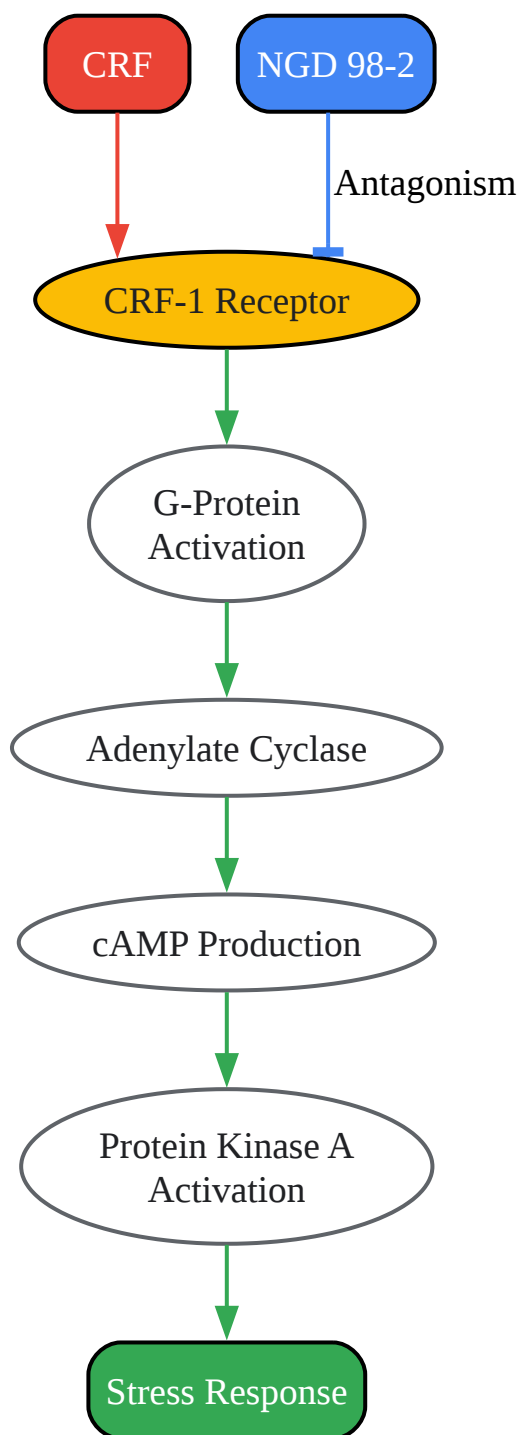 CRF
NGD 98-2
Antagonism
CRF-1 Receptor
G-Protein
Activation
Adenylate Cyclase
cAMP Production
Protein Kinase A
Activation
Stress Response